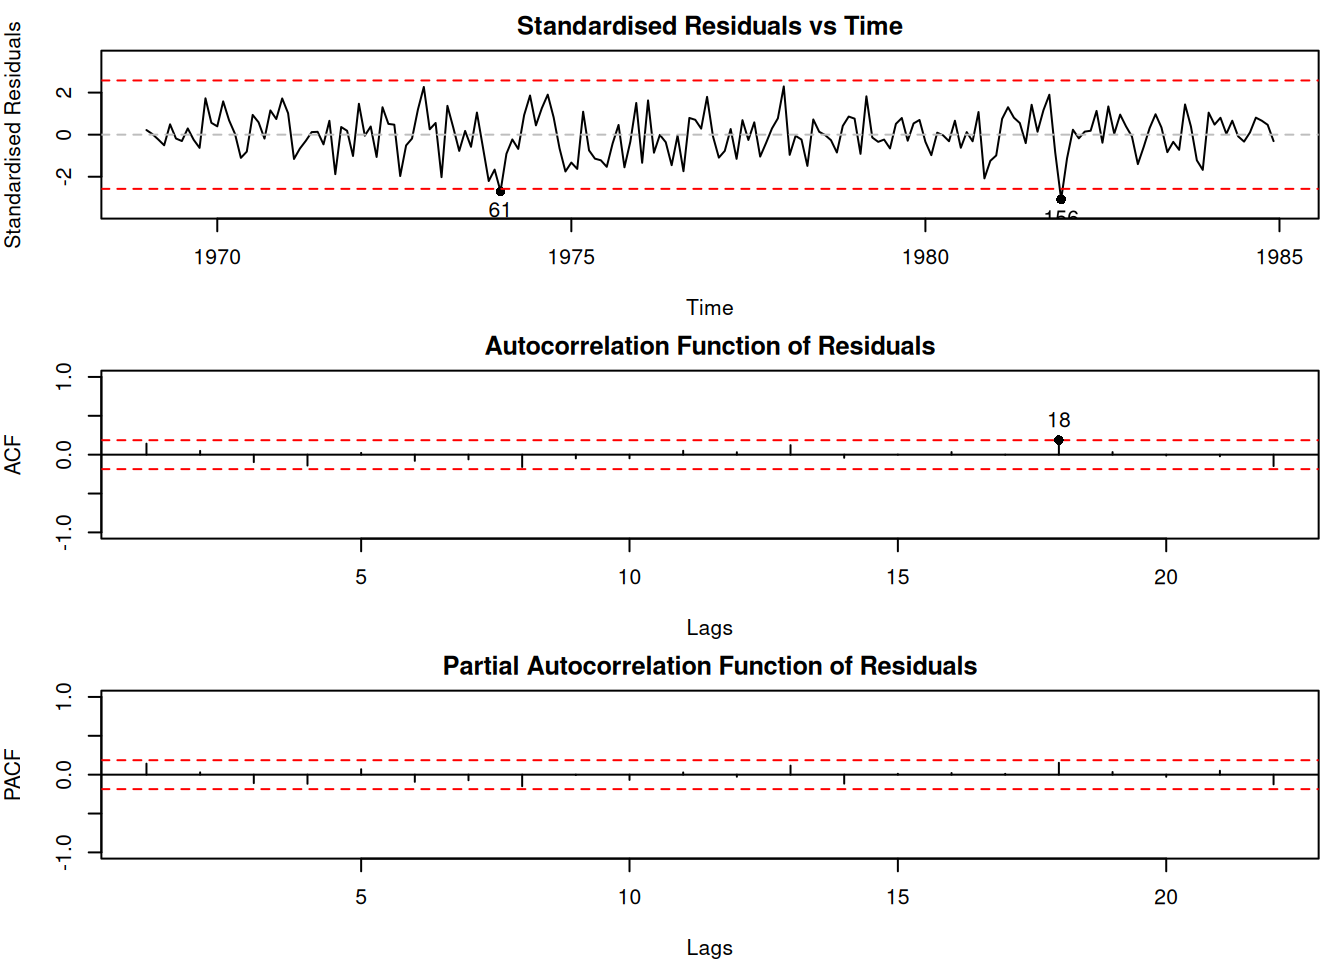 Standardised Residuals vs Time
Standardised Residuals
2
0
-2
61
156
1970 1975 1980 1985
Time
Autocorrelation Function of Residuals
ACF
1.0
0.0
-1.0
18
5 10 15 20
Lags
Partial Autocorrelation Function of Residuals
PACF
1.0
0.0
-1.0
5 10 15 20
Lags